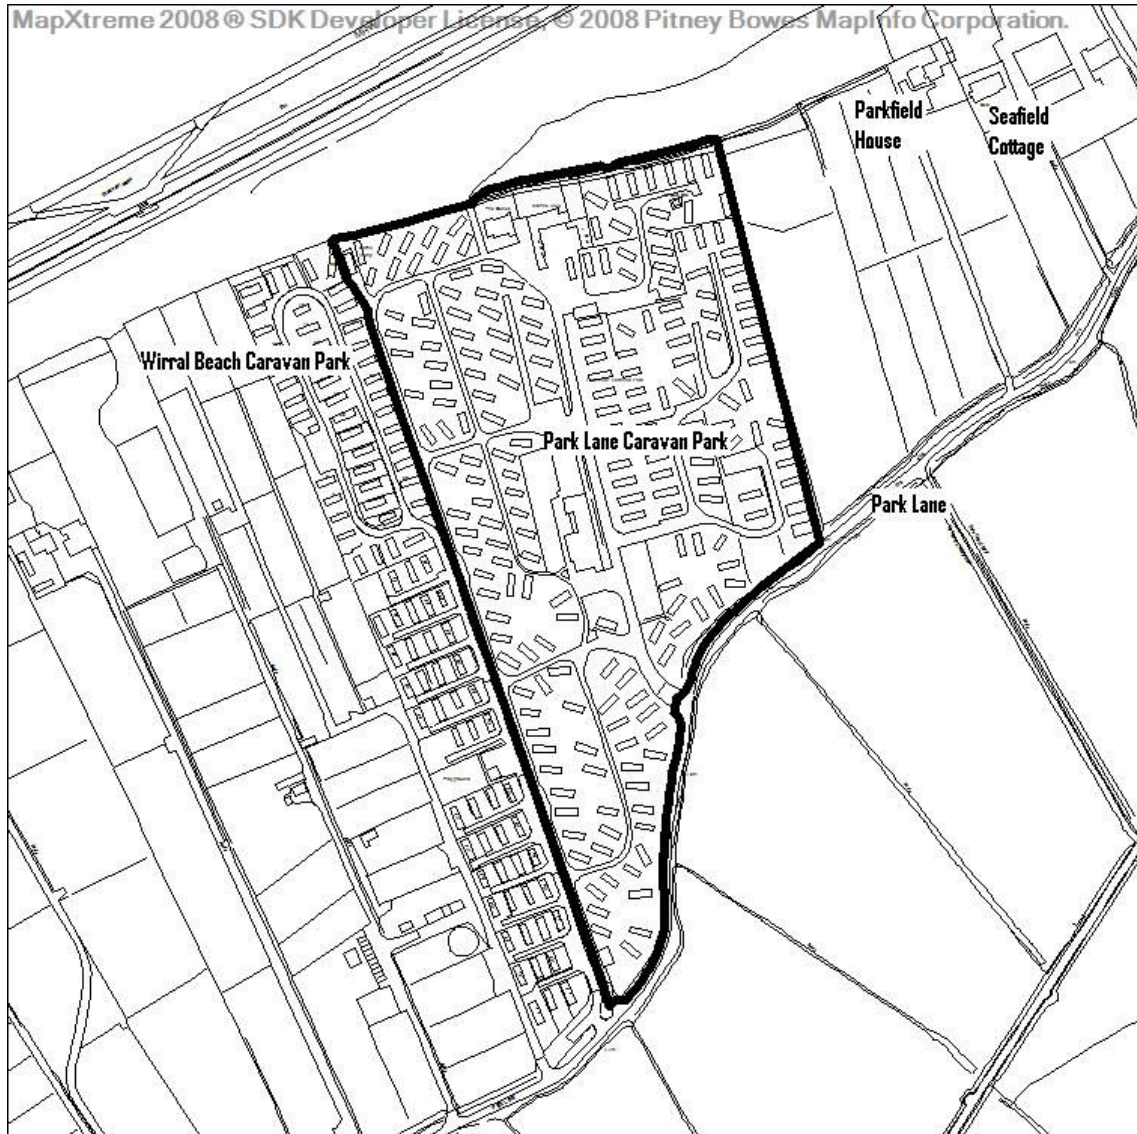 MapXtreme 2008 ® SDK Developer License, © 2008 Pitney Bowes MapInfo Corporation.
Parkfield
House
Seafield
Cottage
Wirral Beach Caravan Park
Park Lane Caravan Park
Park Lane